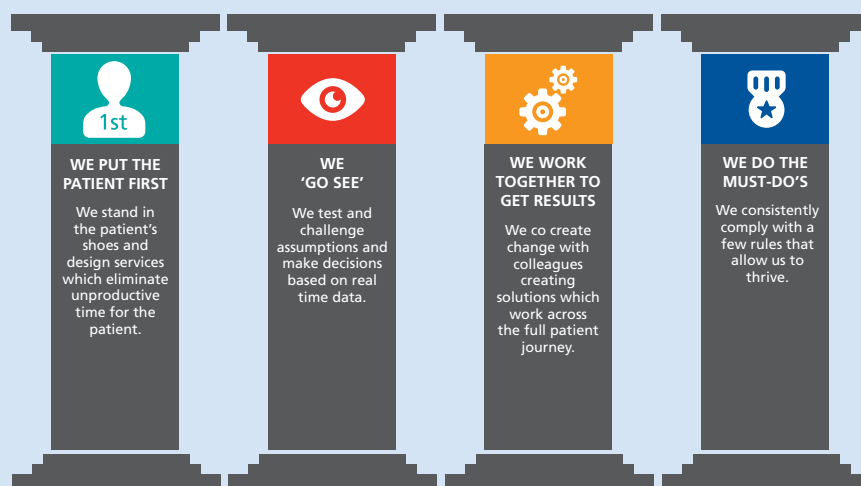 1st
WE PUT THE
PATIENT FIRST
We stand in
the patient’s
shoes and
design services
which eliminate
unproductive
time for the
patient.
WE
‘GO SEE’
We test and
challenge
assumptions and
make decisions
based on real
time data.
WE WORK
TOGETHER TO
GET RESULTS
We co create
change with
colleagues
creating
solutions which
work across
the full patient
journey.
WE DO THE
MUST-DO’S
We consistently
comply with a
few rules that
allow us to
thrive.